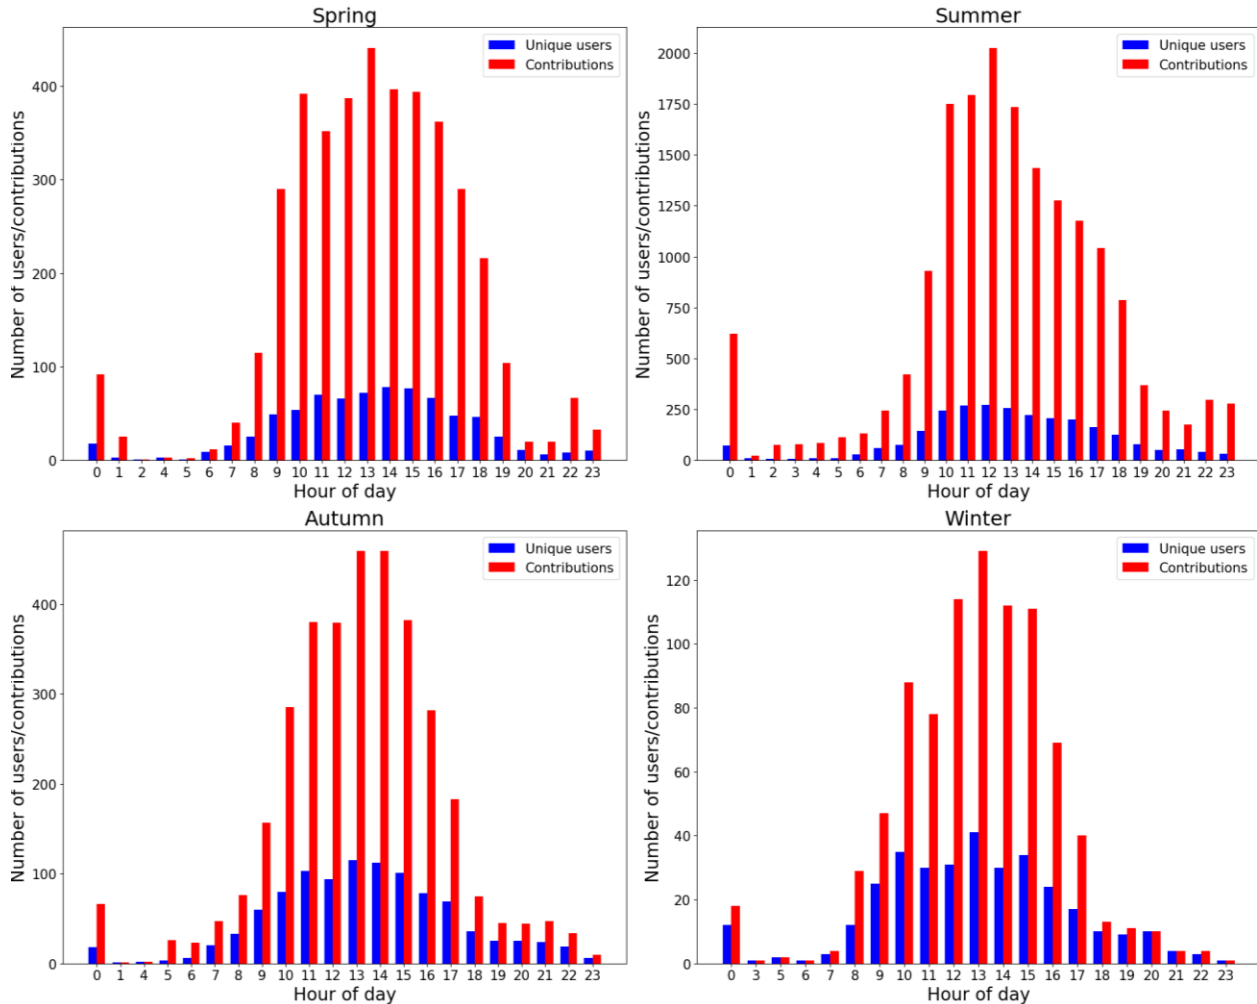 Spring
Number of users/contributions
400
300
200
100
0
Unique users
Contributions
0 1 2 4 5 6 7 8 9 10 11 12 13 14 15 16 17 18 19 20 21 22 23
Hour of day
Summer
Number of users/contributions
2000
1750
1500
1250
1000
750
500
250
0
Unique users
Contributions
0 1 2 3 4 5 6 7 8 9 10 11 12 13 14 15 16 17 18 19 20 21 22 23
Hour of day
Autumn
Number of users/contributions
400
300
200
100
0
Unique users
Contributions
0 1 4 5 6 7 8 9 10 11 12 13 14 15 16 17 18 19 20 21 22 23
Hour of day
Winter
Number of users/contributions
120
100
80
60
40
20
0
Unique users
Contributions
0 3 5 6 7 8 9 10 11 12 13 14 15 16 17 18 19 20 21 22 23
Hour of day